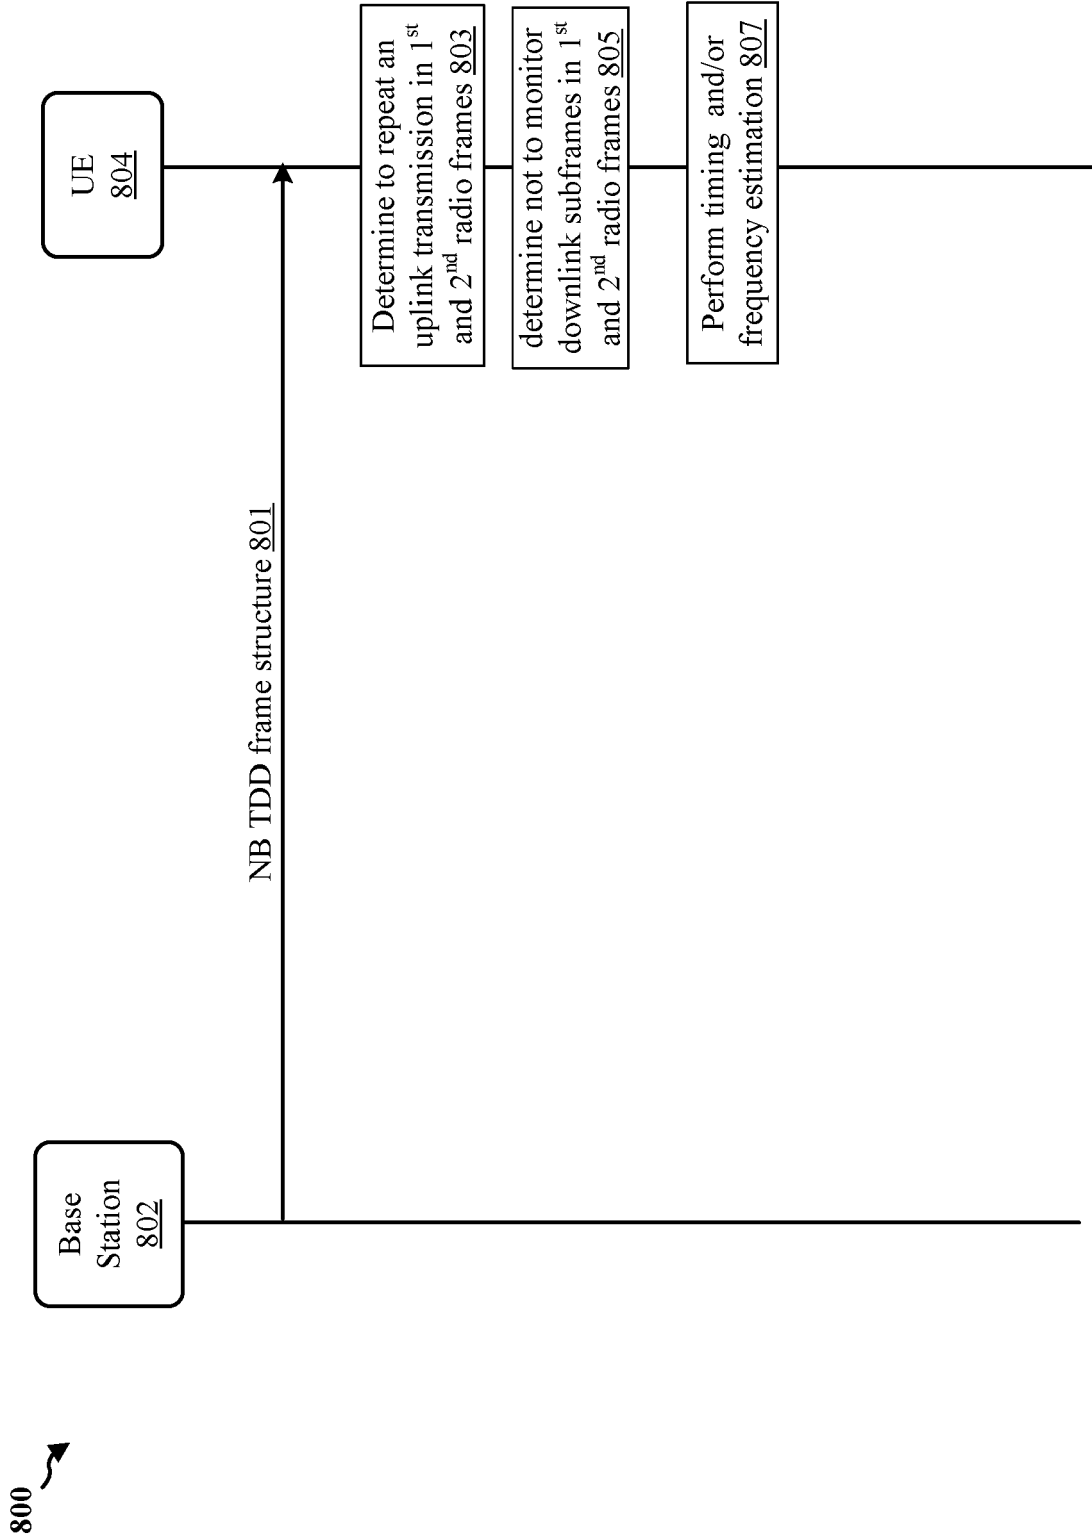 800
Base
Station
802
UE
804
NB TDD frame structure 801
Determine to repeat an
uplink transmission in 1st
and 2nd radio frames 803
determine not to monitor
downlink subframes in 1st
and 2nd radio frames 805
Perform timing and/or
frequency estimation 807